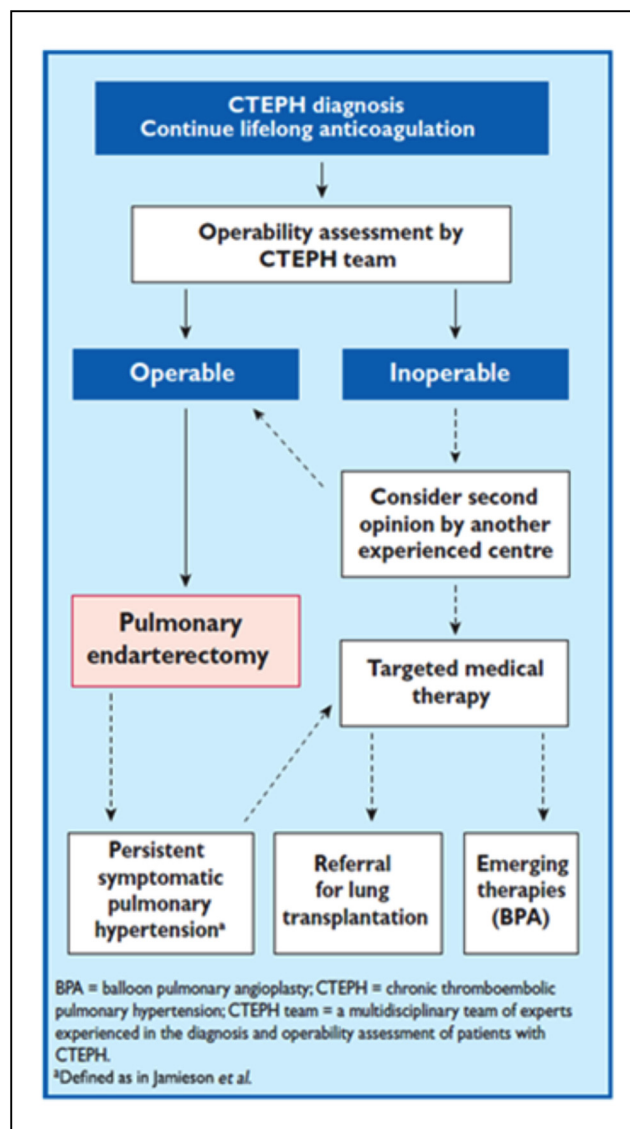 CTEPH diagnosis
Continue lifelong anticoagulation
Operability assessment by
CTEPH team
Operable
Inoperable
Consider second
opinion by another
experienced centre
Pulmonary
endarterectomy
Targeted medical
therapy
Persistent
symptomatic
pulmonary
hypertensionᵃ
Referral
for lung
transplantation
Emerging
therapies
(BPA)
BPA = balloon pulmonary angioplasty; CTEPH = chronic thromboembolic
pulmonary hypertension; CTEPH team = a multidisciplinary team of experts
experienced in the diagnosis and operability assessment of patients with
CTEPH.
ᵃDefined as in Jamieson et al.